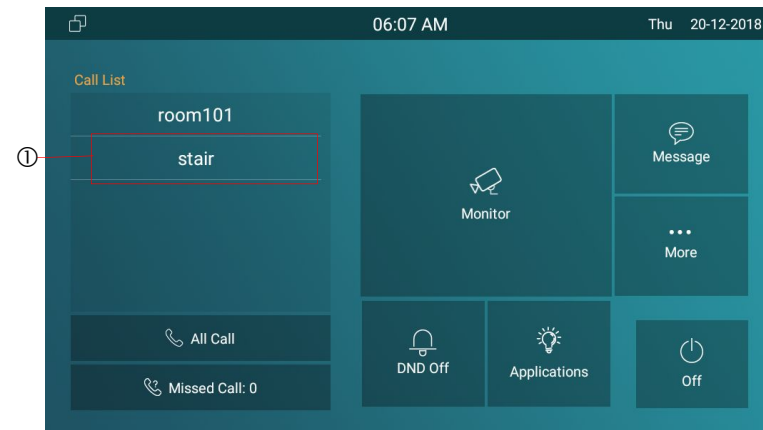 06:07 AM
Thu 20-12-2018
Call List
room101
①
stair
Monitor
Message
More
All Call
Missed Call: 0
DND Off
Applications
Off